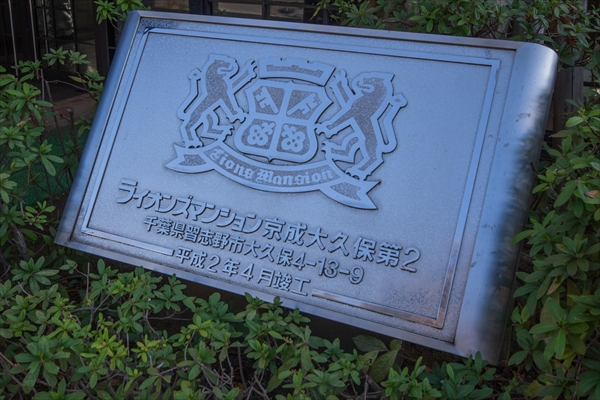 Lions Mansion
ライオンズマンション京成大久保第2
千葉県習志野市大久保4-13-9
平成2年4月竣工